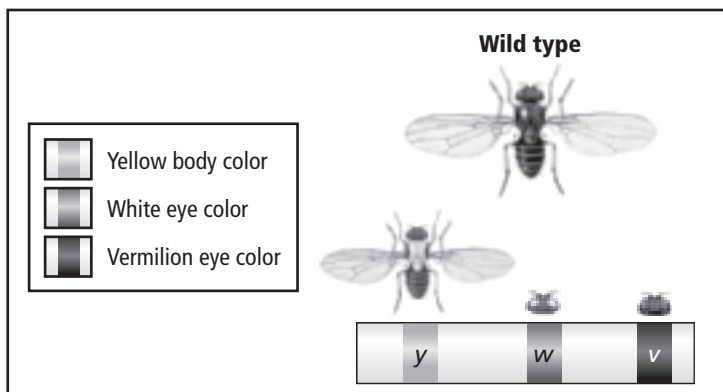 Wild type
Yellow body color
White eye color
Vermilion eye color
y w v